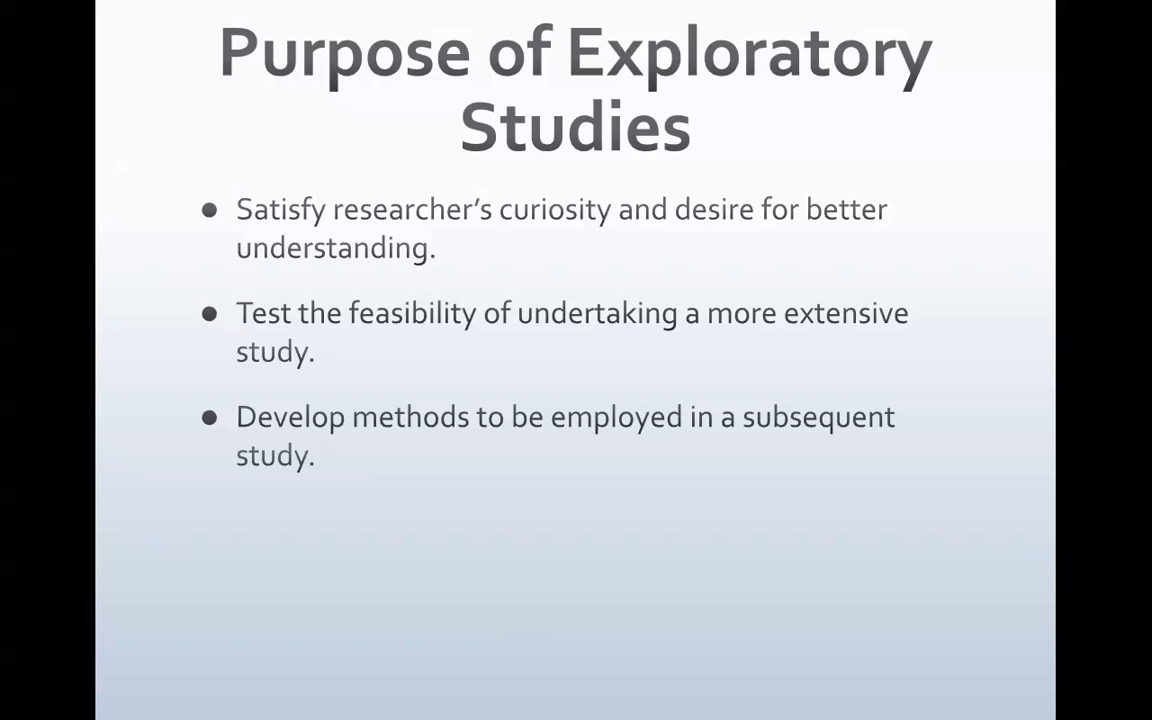 Purpose of Exploratory
Studies
● Satisfy researcher’s curiosity and desire for better
understanding.
● Test the feasibility of undertaking a more extensive
study.
● Develop methods to be employed in a subsequent
study.